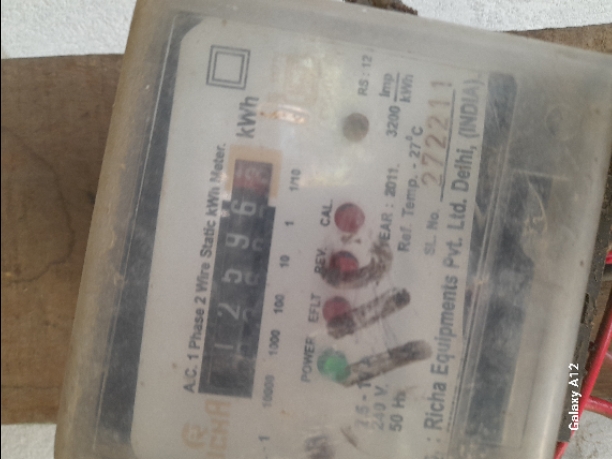 A.C. 1 Phase 2 Wire Static kWh Meter.
1 2 5 9 6
kWh
10000 1000 100 10 1 1/10
POWER EFLT REV CAL.
RS : 12
3200 Imp
kWh
240 V.
50 Hz
YEAR : 2011.
Ref. Temp. - 27°C
SL. No. 272211
: Richa Equipments Pvt. Ltd. Delhi, (INDIA).
Galaxy A12